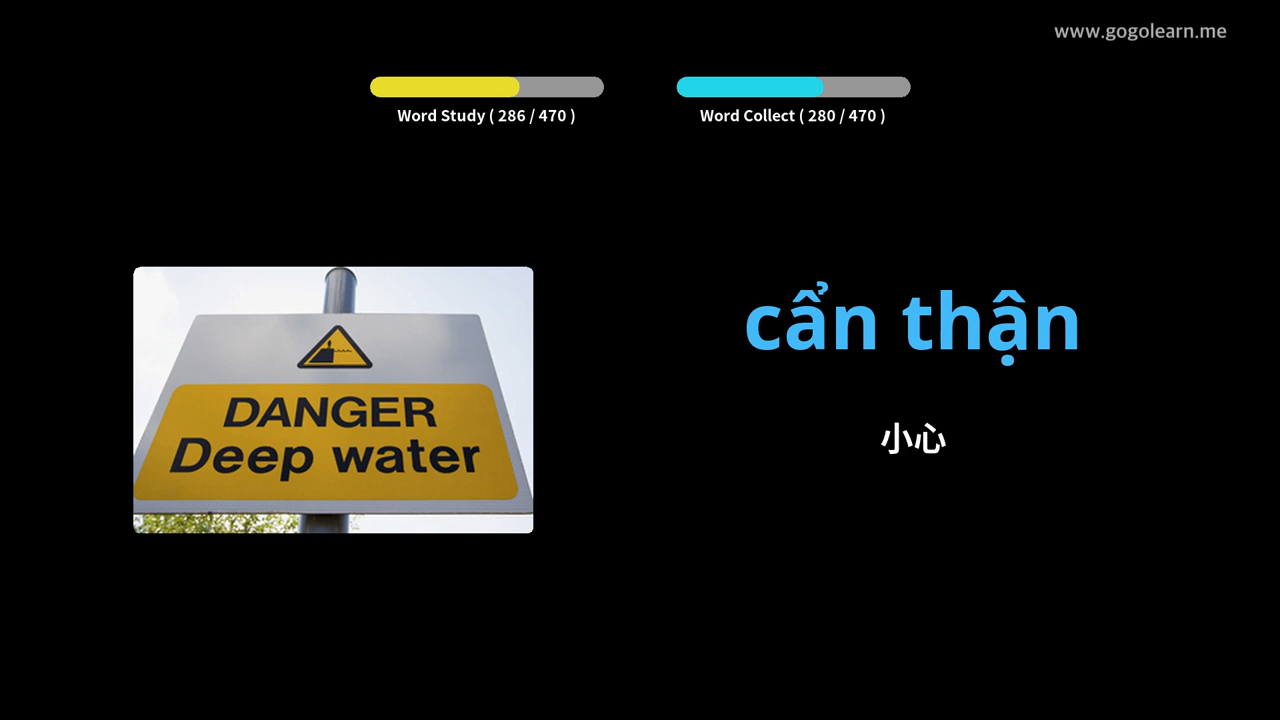 www.gogolearn.me
Word Study ( 286 / 470 )
Word Collect ( 280 / 470 )
DANGER
Deep water
cẩn thận
小心